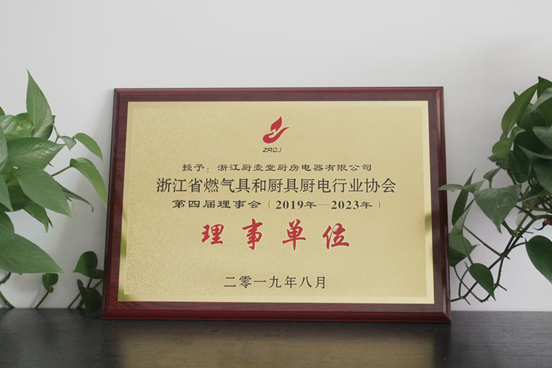 ZRQJ
授予：浙江厨壹堂厨房电器有限公司
浙江省燃气具和厨具厨电行业协会
第四届理事会（2019年—2023年）
理事单位
二零一九年八月